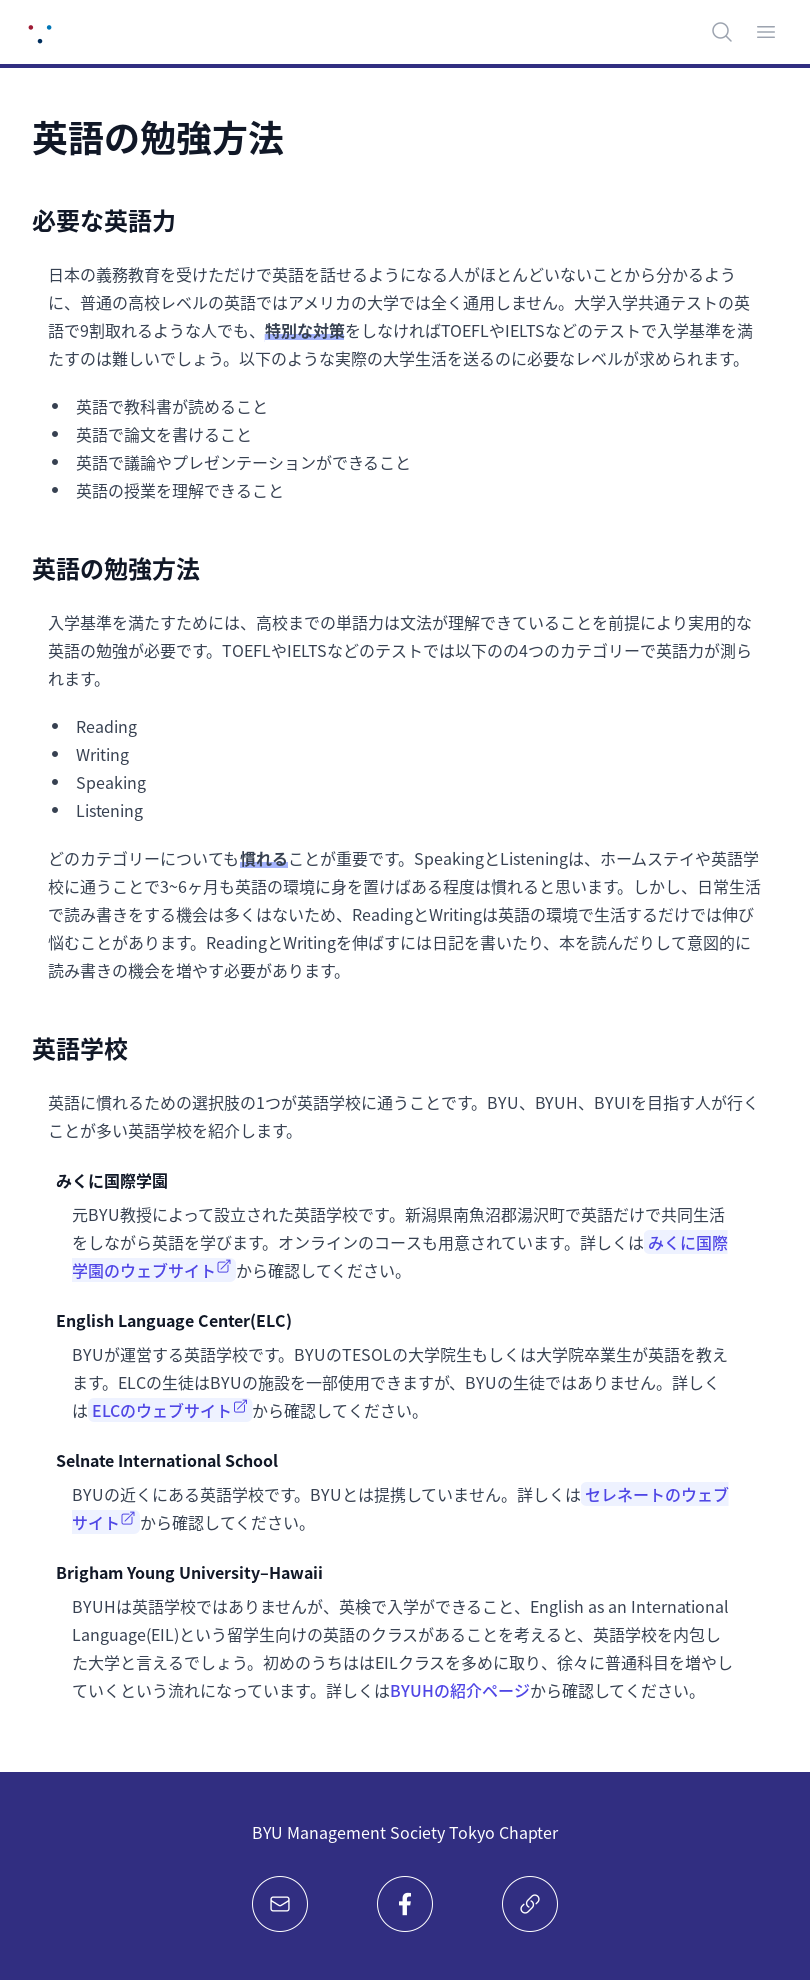 英語の勉強方法
必要な英語力
日本の義務教育を受けただけで英語を話せるようになる人がほとんどいないことから分かるよう
に、普通の高校レベルの英語ではアメリカの大学では全く通用しません。大学入学共通テストの英
語で9割取れるような人でも、特別な対策をしなければTOEFLやIELTSなどのテストで入学基準を満
たすのは難しいでしょう。以下のような実際の大学生活を送るのに必要なレベルが求められます。
• 英語で教科書が読めること
• 英語で論文を書けること
• 英語で議論やプレゼンテーションができること
• 英語の授業を理解できること
英語の勉強方法
入学基準を満たすためには、高校までの単語力は文法が理解できていることを前提により実用的な
英語の勉強が必要です。TOEFLやIELTSなどのテストでは以下のの4つのカテゴリーで英語力が測ら
れます。
• Reading
• Writing
• Speaking
• Listening
どのカテゴリーについても慣れることが重要です。SpeakingとListeningは、ホームステイや英語学
校に通うことで3~6ヶ月も英語の環境に身を置けばある程度は慣れると思います。しかし、日常生活
で読み書きをする機会は多くはないため、ReadingとWritingは英語の環境で生活するだけでは伸び
悩むことがあります。ReadingとWritingを伸ばすには日記を書いたり、本を読んだりして意図的に
読み書きの機会を増やす必要があります。
英語学校
英語に慣れるための選択肢の1つが英語学校に通うことです。BYU、BYUH、BYUIを目指す人が行く
ことが多い英語学校を紹介します。
みくに国際学園
元BYU教授によって設立された英語学校です。新潟県南魚沼郡湯沢町で英語だけで共同生活
をしながら英語を学びます。オンラインのコースも用意されています。詳しくはみくに国際
学園のウェブサイトから確認してください。
English Language Center(ELC)
BYUが運営する英語学校です。BYUのTESOLの大学院生もしくは大学院卒業生が英語を教え
ます。ELCの生徒はBYUの施設を一部使用できますが、BYUの生徒ではありません。詳しく
はELCのウェブサイトから確認してください。
Selnate International School
BYUの近くにある英語学校です。BYUとは提携していません。詳しくはセレネートのウェブ
サイトから確認してください。
Brigham Young University–Hawaii
BYUHは英語学校ではありませんが、英検で入学ができること、English as an International
Language(EIL)という留学生向けの英語のクラスがあることを考えると、英語学校を内包し
た大学と言えるでしょう。初めのうちははEILクラスを多めに取り、徐々に普通科目を増やし
ていくという流れになっています。詳しくはBYUHの紹介ページから確認してください。
BYU Management Society Tokyo Chapter